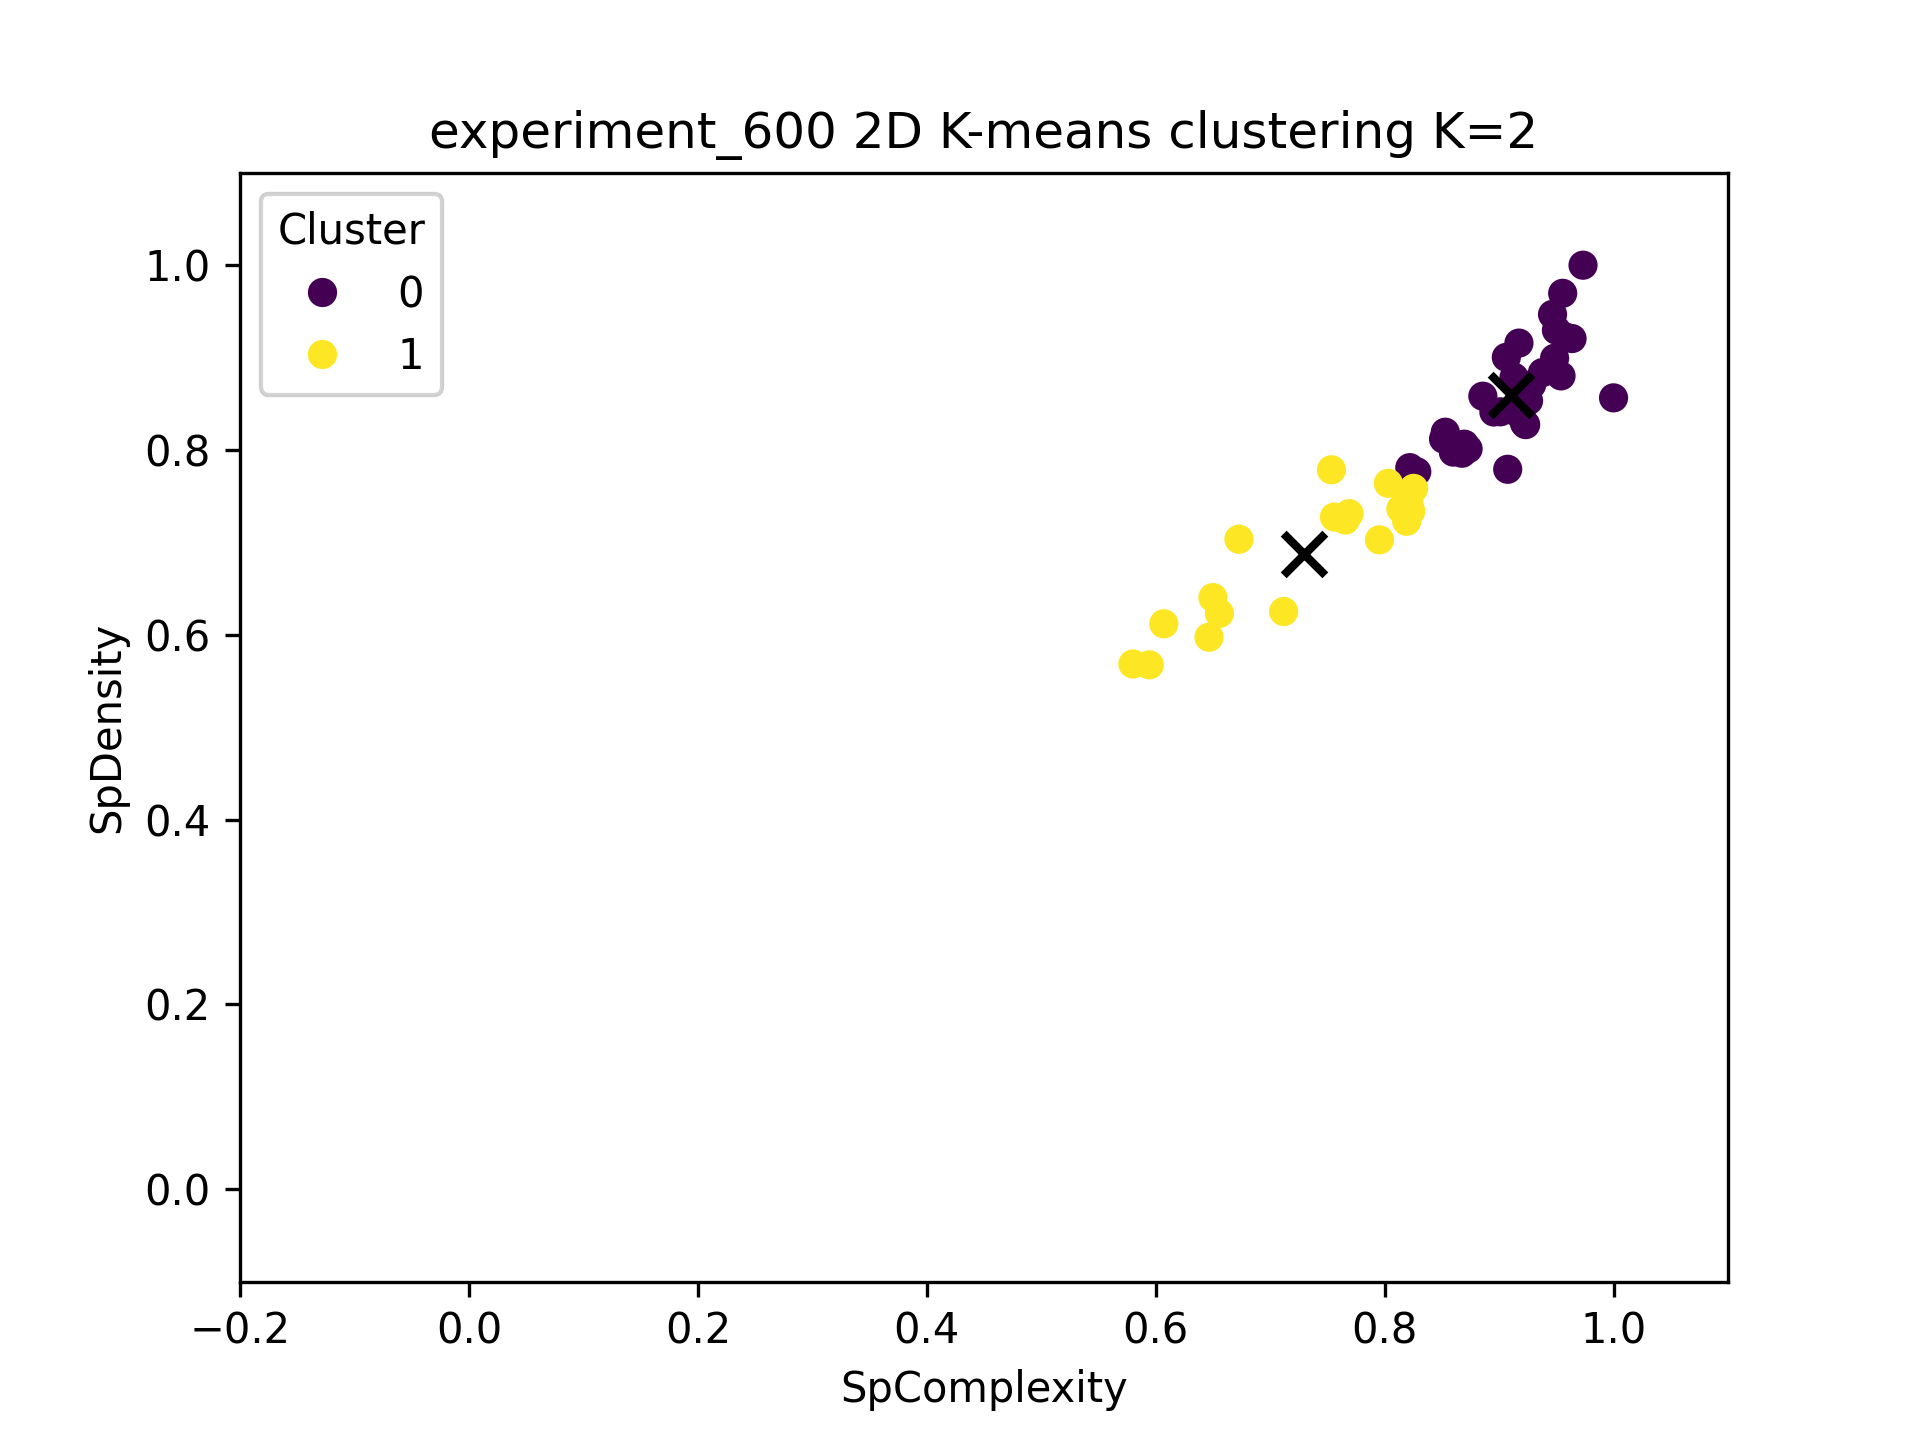 experiment_600 2D K-means clustering K=2
Cluster
0
1
1.0
0.8
0.6
0.4
0.2
0.0
SpDensity
−0.2 0.0 0.2 0.4 0.6 0.8 1.0
SpComplexity